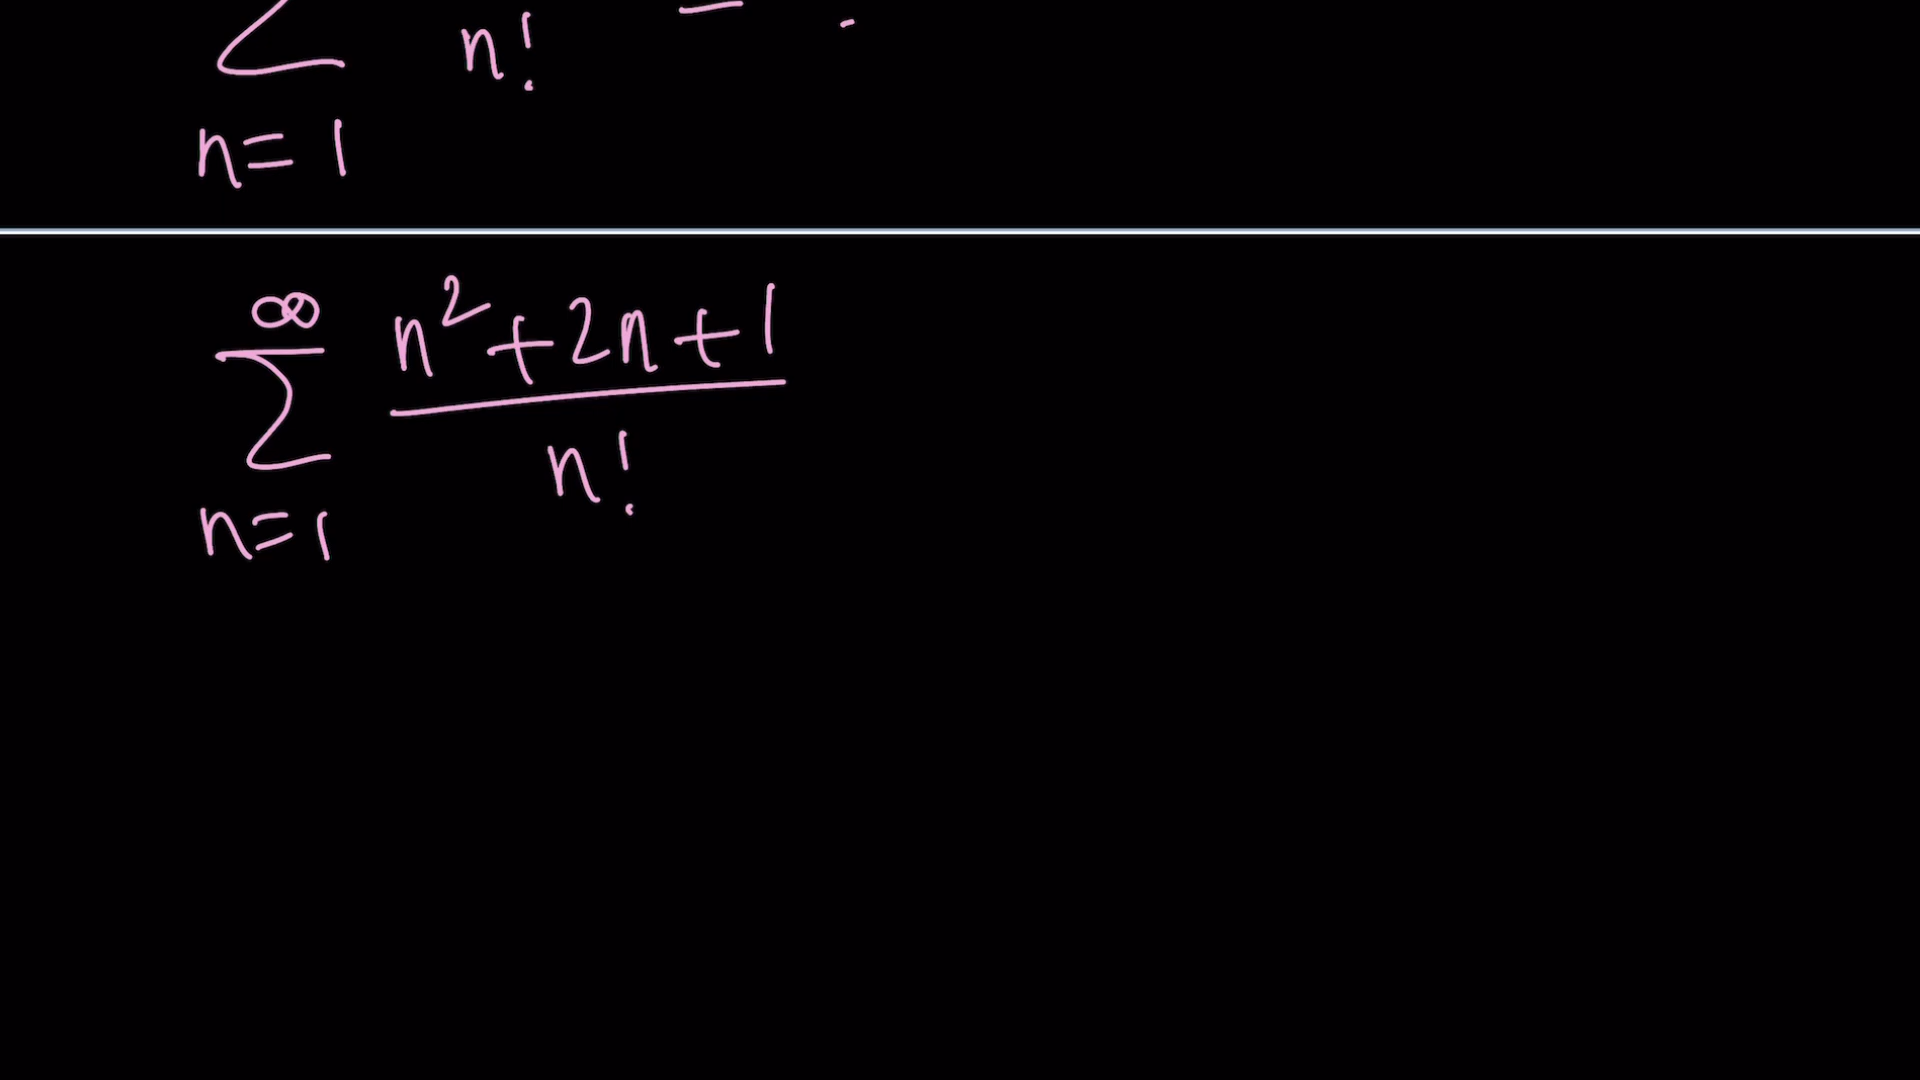 n! = ?
n=1
∞
n²+2n+1
∑
n!
n=1